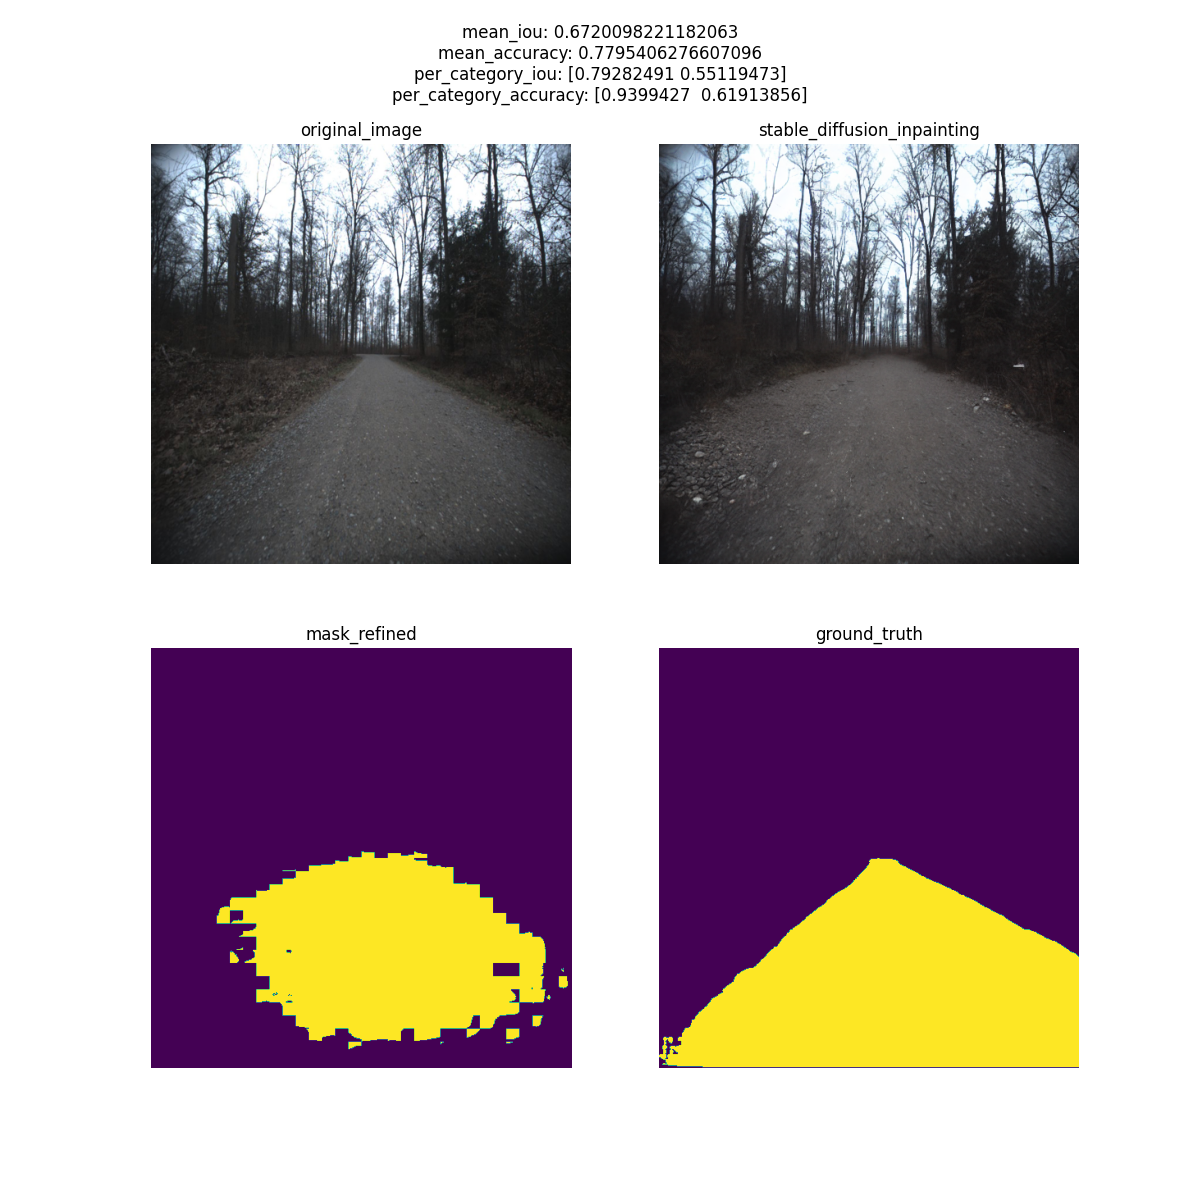 mean_iou: 0.6720098221182063
mean_accuracy: 0.7795406276607096
per_category_iou: [0.79282491 0.55119473]
per_category_accuracy: [0.9399427  0.61913856]
original_image
stable_diffusion_inpainting
mask_refined
ground_truth